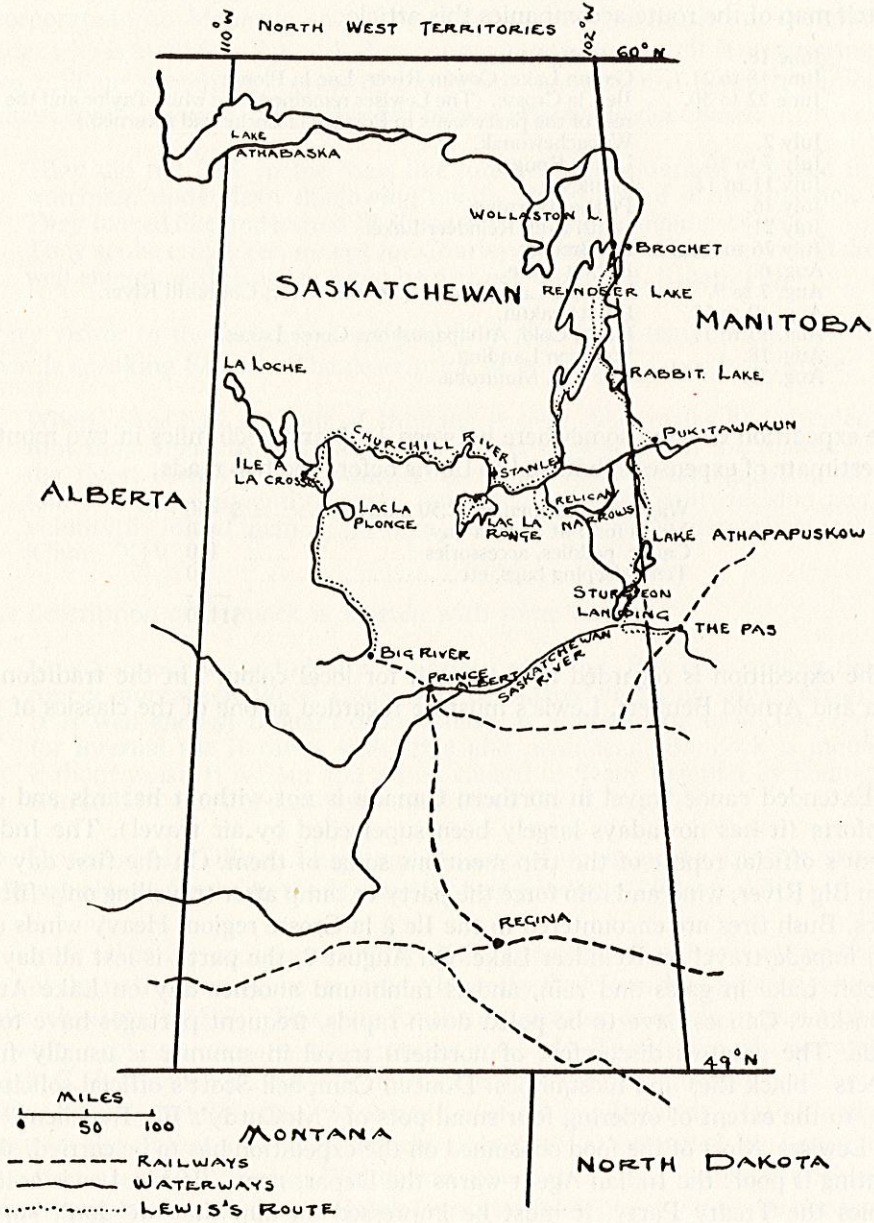 110°W
NORTH WEST TERRITORIES
102°W
60°N
LAKE
ATHABASKA
WOLLASTON L.
BROCHET
SASKATCHEWAN
REINDEER LAKE
MANITOBA
LA LOCHE
RABBIT LAKE
CHURCHILL RIVER
PUKITAWAKUN
ILE
LA CROSSE
STANLEY
ALBERTA
LAC LA
PLONGE
LAC LA
RONGE
PELICAN
NARROWS
LAKE ATHAPAPUSKOW
STURGEON
LANDING
THE PAS
BIG RIVER
PRINCE ALBERT
SASKATCHEWAN
RIVER
REGINA
49°N
MILES
0 50 100
MONTANA
NORTH DAKOTA
RAILWAYS
WATERWAYS
LEWIS'S ROUTE